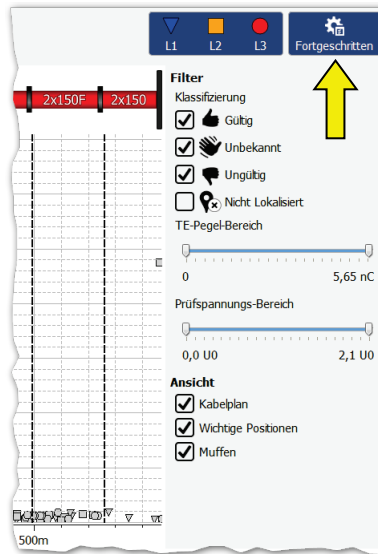 L1 L2 L3 Fortgeschritten
2x150F 2x150
Filter
Klassifizierung
Gültig
Unbekannt
Ungültig
Nicht Lokalisiert
TE-Pegel-Bereich
0 5,65 nC
Prüfspannungs-Bereich
0,0 U0 2,1 U0
Ansicht
Kabelplan
Wichtige Positionen
Muffen
500m